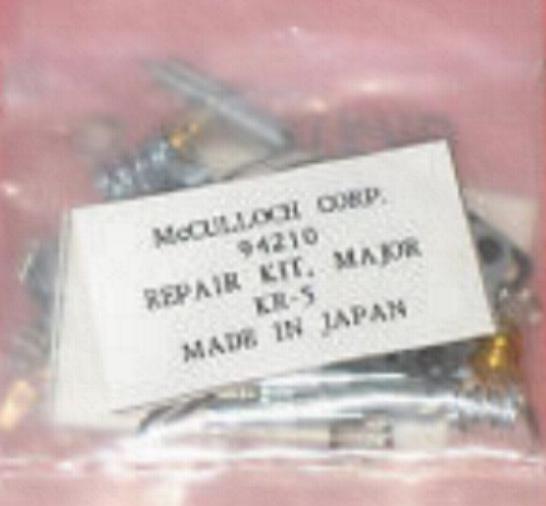 McCULLOCH CORP.
94210
REPAIR KIT, MAJOR
KR-5
MADE IN JAPAN